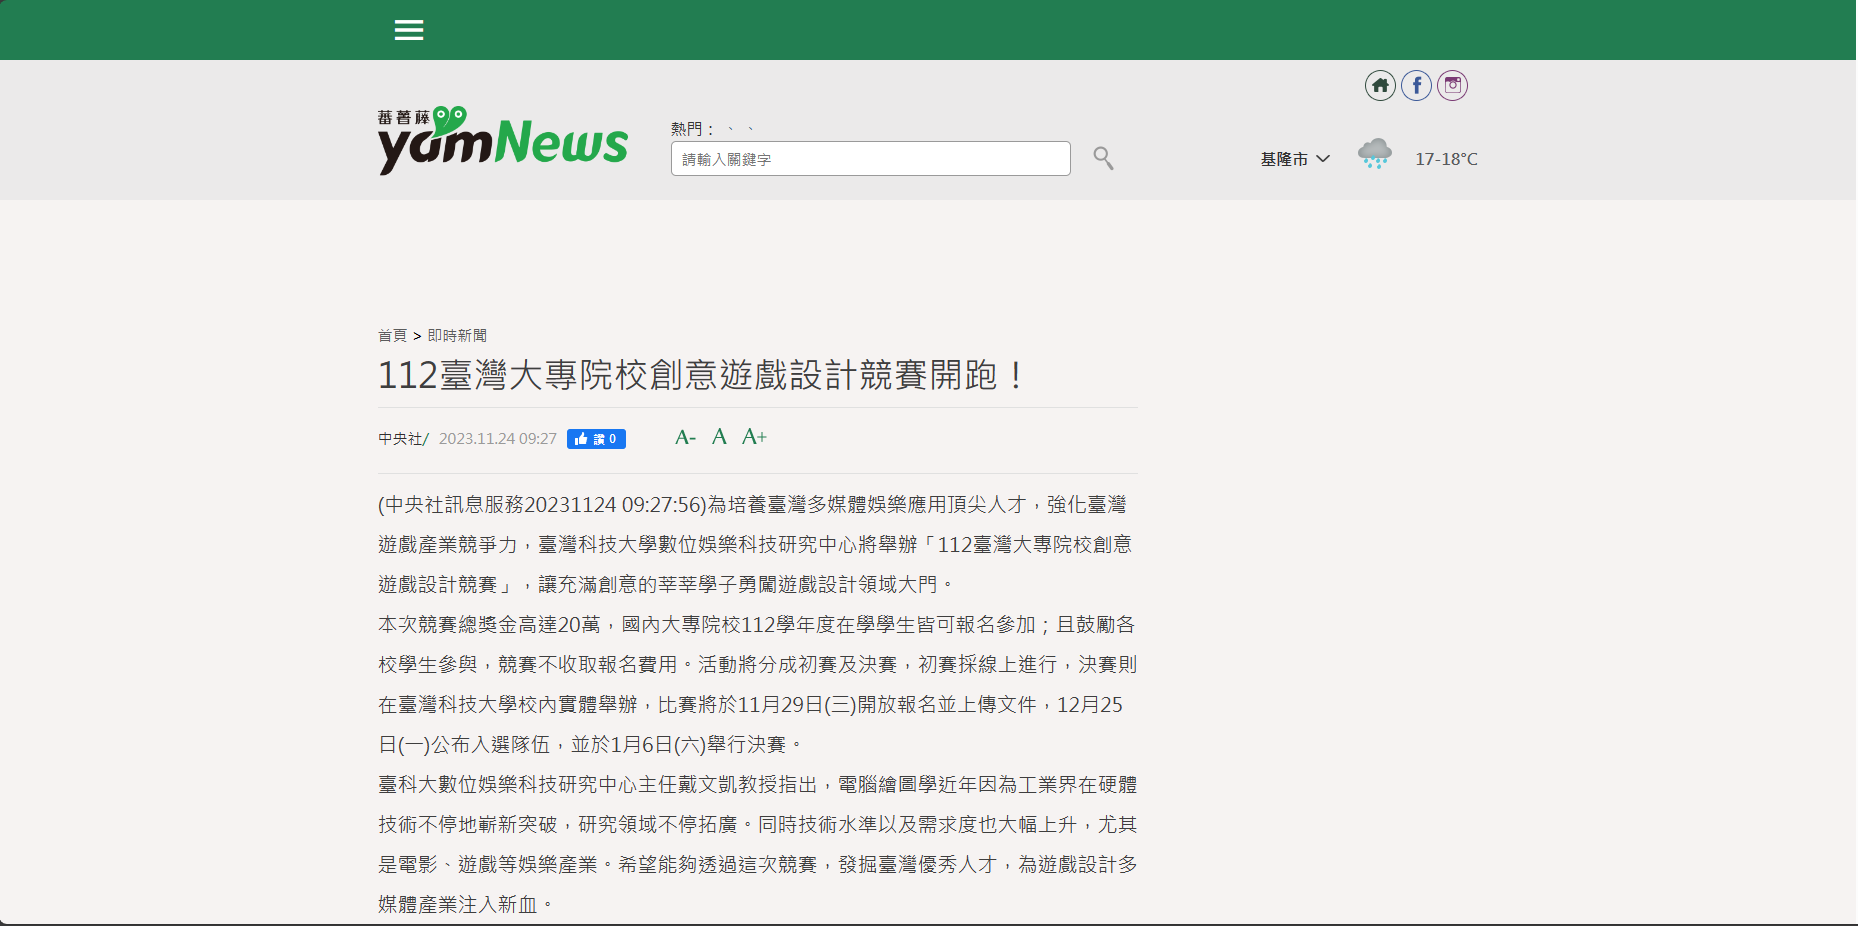 蕃薯藤
yamNews
熱門： 、 、
請輸入關鍵字
基隆市
17-18°C
首頁 > 即時新聞
112臺灣大專院校創意遊戲設計競賽開跑！
中央社/ 2023.11.24 09:27 讚 0 A- A A+
(中央社訊息服務20231124 09:27:56)為培養臺灣多媒體娛樂應用頂尖人才，強化臺灣
遊戲產業競爭力，臺灣科技大學數位娛樂科技研究中心將舉辦「112臺灣大專院校創意
遊戲設計競賽」，讓充滿創意的莘莘學子勇闖遊戲設計領域大門。
本次競賽總獎金高達20萬，國內大專院校112學年度在學學生皆可報名參加；且鼓勵各
校學生參與，競賽不收取報名費用。活動將分成初賽及決賽，初賽採線上進行，決賽則
在臺灣科技大學校內實體舉辦，比賽將於11月29日(三)開放報名並上傳文件，12月25
日(一)公布入選隊伍，並於1月6日(六)舉行決賽。
臺科大數位娛樂科技研究中心主任戴文凱教授指出，電腦繪圖學近年因為工業界在硬體
技術不停地嶄新突破，研究領域不停拓廣。同時技術水準以及需求度也大幅上升，尤其
是電影、遊戲等娛樂產業。希望能夠透過這次競賽，發掘臺灣優秀人才，為遊戲設計多
媒體產業注入新血。